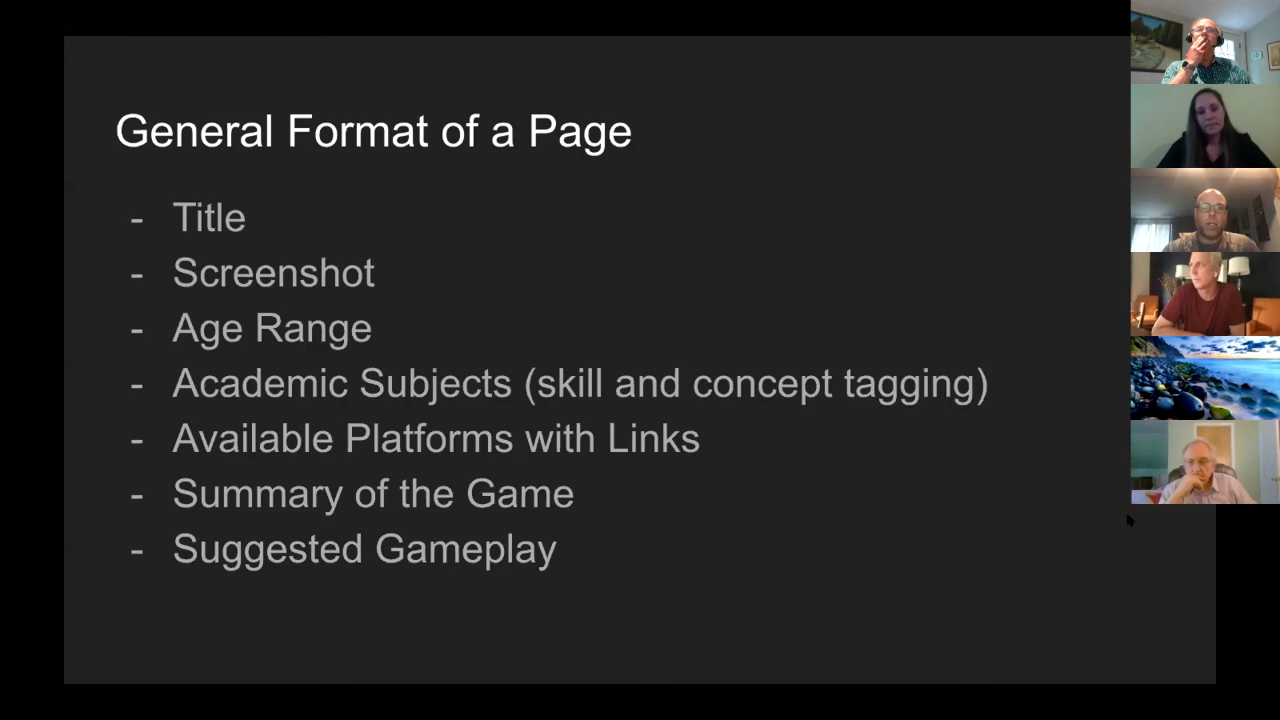 General Format of a Page
- Title
- Screenshot
- Age Range
- Academic Subjects (skill and concept tagging)
- Available Platforms with Links
- Summary of the Game
- Suggested Gameplay